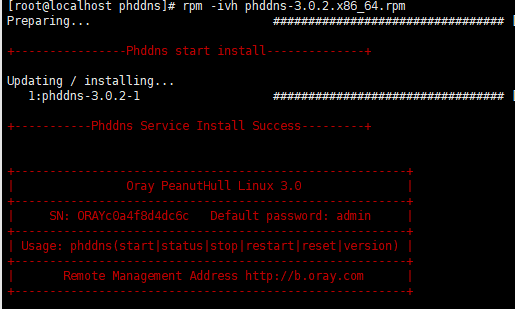 [root@localhost phddns]# rpm -ivh phddns-3.0.2.x86_64.rpm
Preparing... ################################# [
+----------------Phddns start install--------------+
Updating / installing...
1:phddns-3.0.2-1 ################################# [
+-----------Phddns Service Install Success---------+
+--------------------------------------------------------+
| Oray PeanutHull Linux 3.0 |
+--------------------------------------------------------+
| SN: ORAYc0a4f8d4dc6c Default password: admin |
+--------------------------------------------------------+
| Usage: phddns(start|status|stop|restart|reset|version) |
+--------------------------------------------------------+
| Remote Management Address http://b.oray.com |
+--------------------------------------------------------+